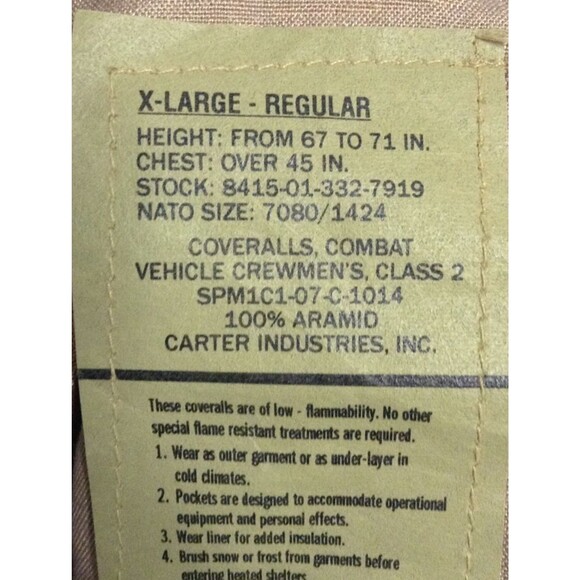 X-LARGE - REGULAR
HEIGHT: FROM 67 TO 71 IN.
CHEST: OVER 45 IN.
STOCK: 8415-01-332-7919
NATO SIZE: 7080/1424
COVERALLS, COMBAT
VEHICLE CREWMEN'S, CLASS 2
SPM1C1-07-C-1014
100% ARAMID
CARTER INDUSTRIES, INC.
These coveralls are of low - flammability. No other
special flame resistant treatments are required.
1. Wear as outer garment or as under-layer in
cold climates.
2. Pockets are designed to accommodate operational
equipment and personal effects.
3. Wear liner for added insulation.
4. Brush snow or frost from garments before
entering heated shelters